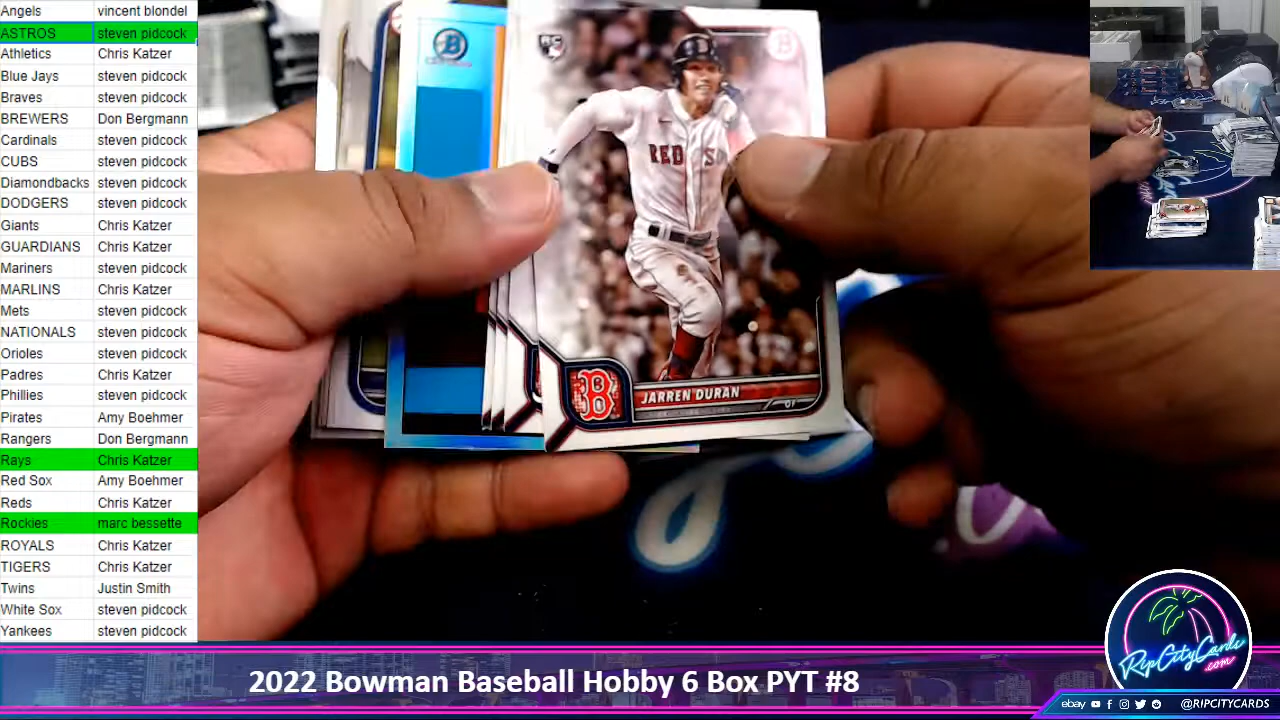 Angels vincent blondel
ASTROS steven pidcock
Athletics Chris Katzer
Blue Jays steven pidcock
Braves steven pidcock
BREWERS Don Bergmann
Cardinals steven pidcock
CUBS steven pidcock
Diamondbacks steven pidcock
DODGERS steven pidcock
Giants Chris Katzer
GUARDIANS Chris Katzer
Mariners steven pidcock
MARLINS Chris Katzer
Mets steven pidcock
NATIONALS steven pidcock
Orioles steven pidcock
Padres Chris Katzer
Phillies steven pidcock
Pirates Amy Boehmer
Rangers Don Bergmann
Rays Chris Katzer
Red Sox Amy Boehmer
Reds Chris Katzer
Rockies marc bessette
ROYALS Chris Katzer
TIGERS Chris Katzer
Twins Justin Smith
White Sox steven pidcock
Yankees steven pidcock
B
RC
B
RED SO
B
JARREN DURAN
OF
RipCityCards
.com
2022 Bowman Baseball Hobby 6 Box PYT #8
ebay @RIPCITYCARDS